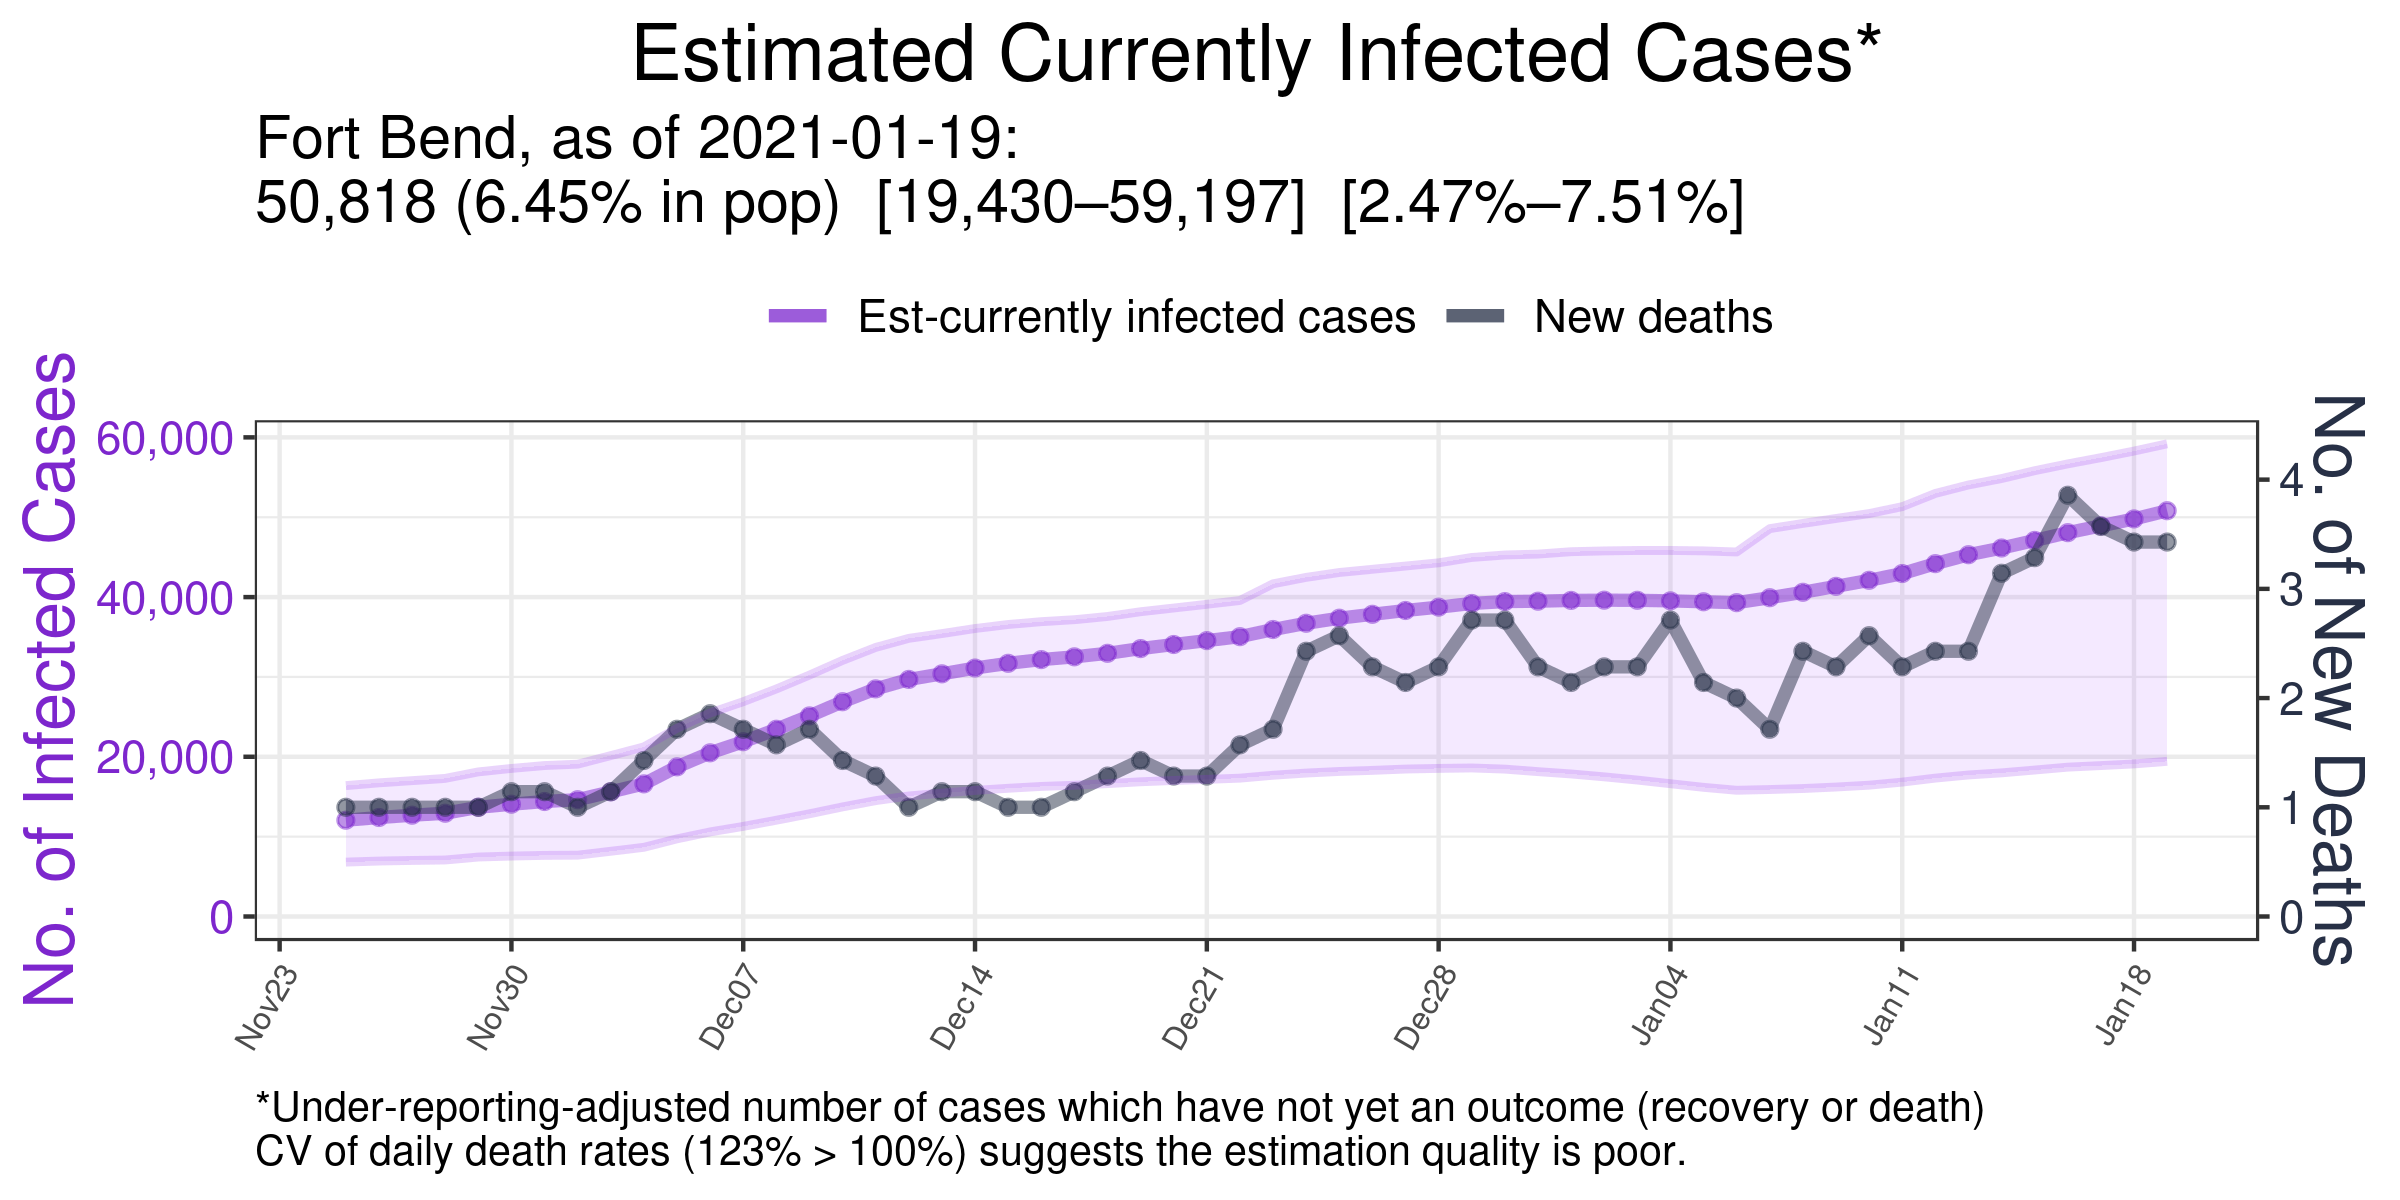 Estimated Currently Infected Cases*
Fort Bend, as of 2021-01-19:
50,818 (6.45% in pop)  [19,430–59,197]  [2.47%–7.51%]
Est-currently infected cases
New deaths
No. of Infected Cases
60,000
40,000
20,000
0
No. of New Deaths
4
3
2
1
0
Nov23
Nov30
Dec07
Dec14
Dec21
Dec28
Jan04
Jan11
Jan18
*Under-reporting-adjusted number of cases which have not yet an outcome (recovery or death)
CV of daily death rates (123% > 100%) suggests the estimation quality is poor.